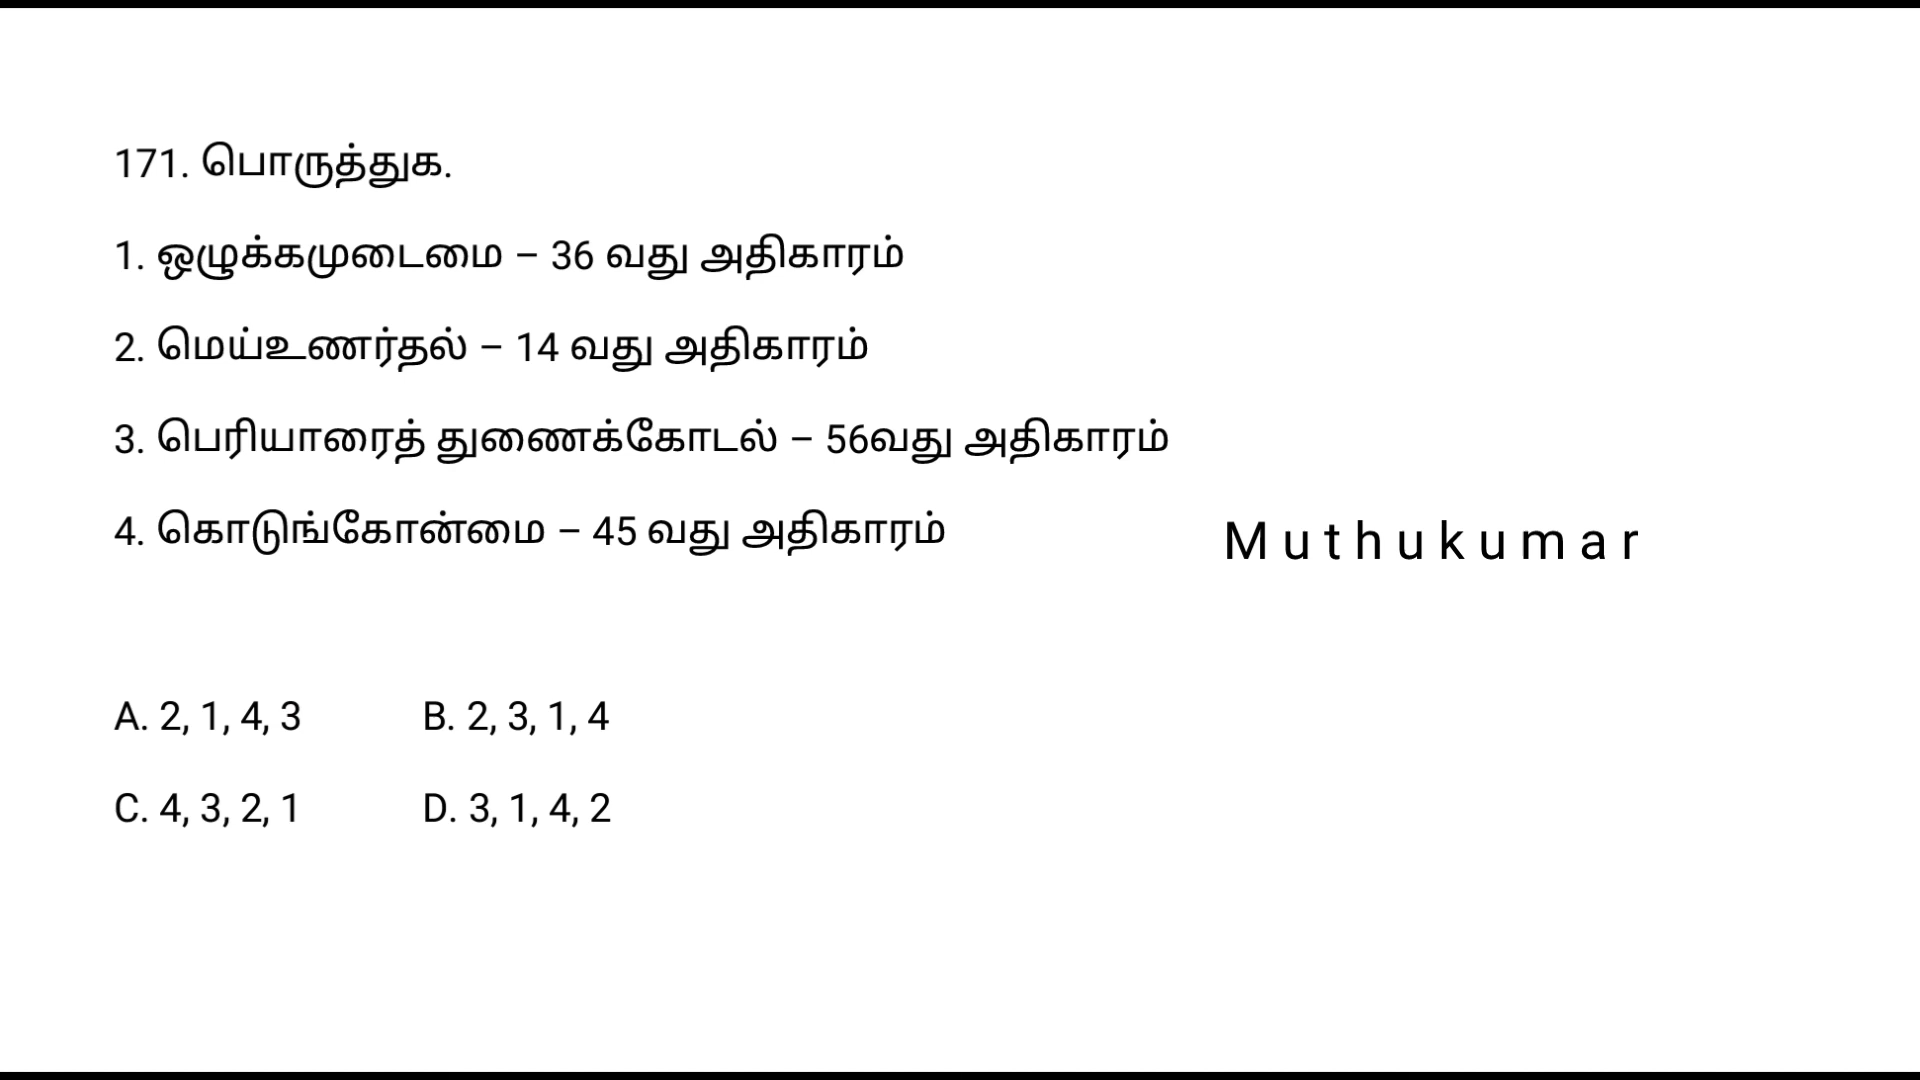 171. பொருத்துக.
1. ஒழுக்கமுடைமை – 36 வது அதிகாரம்
2. மெய்உணர்தல் – 14 வது அதிகாரம்
3. பெரியாரைத் துணைக்கோடல் – 56வது அதிகாரம்
4. கொடுங்கோன்மை – 45 வது அதிகாரம்
Muthukumar
A. 2, 1, 4, 3 B. 2, 3, 1, 4
C. 4, 3, 2, 1 D. 3, 1, 4, 2